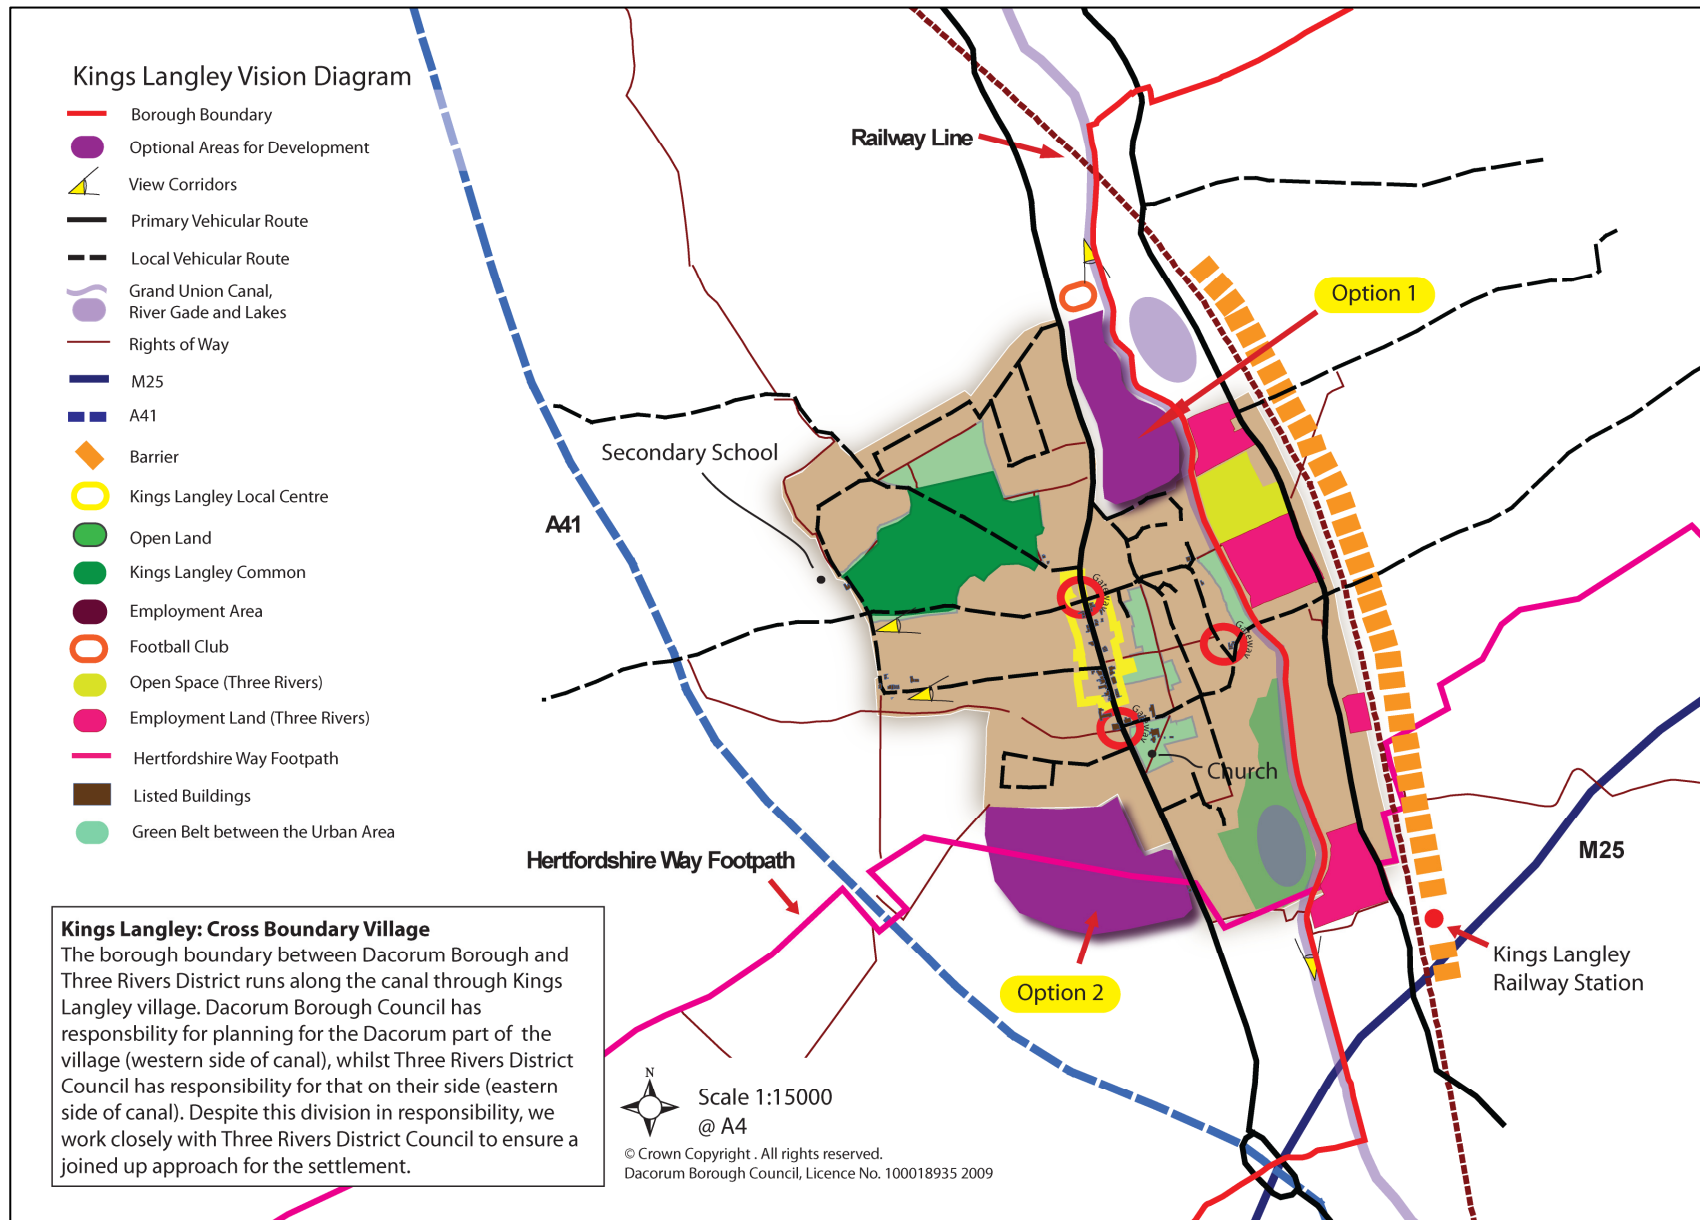 Kings Langley Vision Diagram
Borough Boundary
Optional Areas for Development
View Corridors
Primary Vehicular Route
Local Vehicular Route
Grand Union Canal,
River Gade and Lakes
Rights of Way
M25
A41
Barrier
Kings Langley Local Centre
Open Land
Kings Langley Common
Employment Area
Football Club
Open Space (Three Rivers)
Employment Land (Three Rivers)
Hertfordshire Way Footpath
Listed Buildings
Green Belt between the Urban Area
Railway Line
Option 1
Secondary School
A41
Gateway
Gateway
Gateway
Church
Hertfordshire Way Footpath
M25
Option 2
Kings Langley
Railway Station
Kings Langley: Cross Boundary Village
The borough boundary between Dacorum Borough and
Three Rivers District runs along the canal through Kings
Langley village. Dacorum Borough Council has
responsbility for planning for the Dacorum part of the
village (western side of canal), whilst Three Rivers District
Council has responsibility for that on their side (eastern
side of canal). Despite this division in responsibility, we
work closely with Three Rivers District Council to ensure a
joined up approach for the settlement.
N
Scale 1:15000
@ A4
© Crown Copyright . All rights reserved.
Dacorum Borough Council, Licence No. 100018935 2009